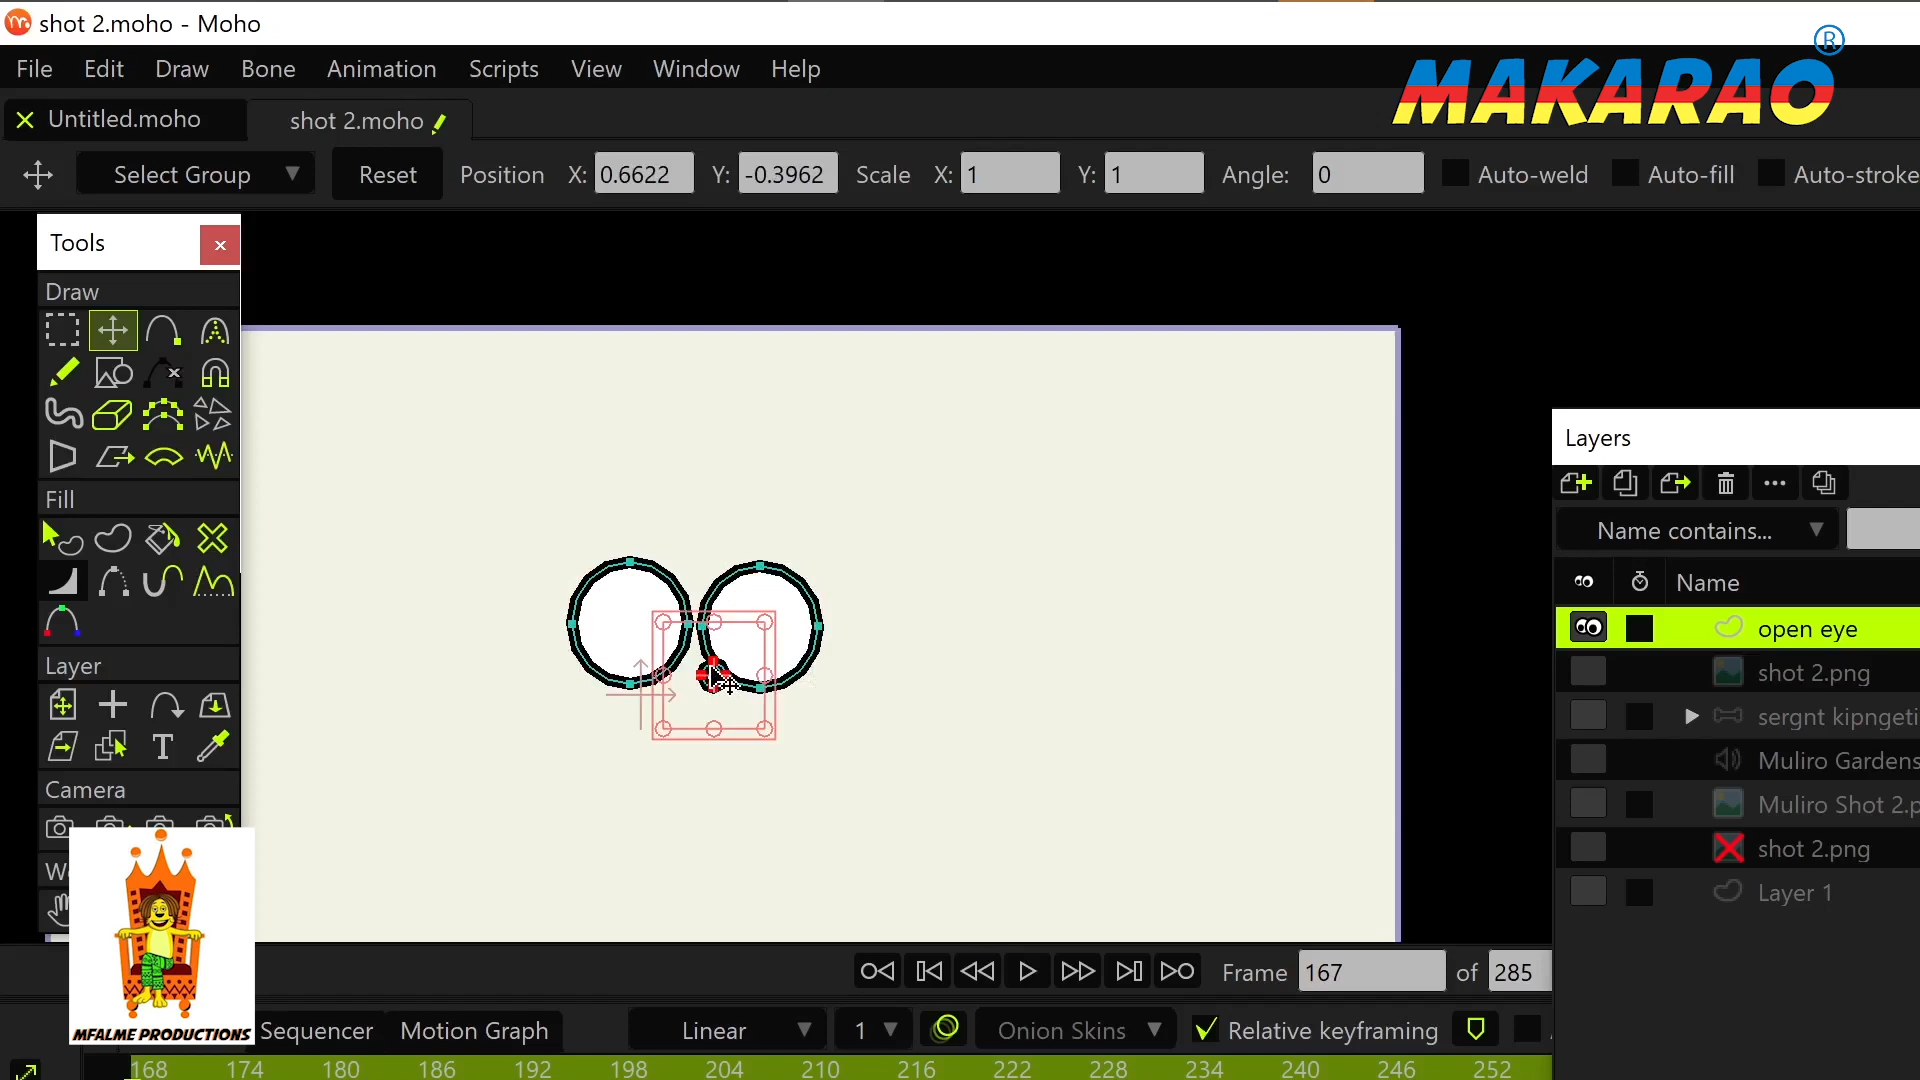 shot 2.moho - Moho
File Edit Draw Bone Animation Scripts View Window Help
MAKARAO ®
Untitled.moho shot 2.moho
Select Group Reset Position X: 0.6622 Y: -0.3962 Scale X: 1 Y: 1 Angle: 0 Auto-weld Auto-fill Auto-stroke
Tools
Draw
Fill
Layer
Camera
Layers
Name contains...
Name
open eye
shot 2.png
sergnt kipngeti
Muliro Gardens
Muliro Shot 2.p
shot 2.png
Layer 1
MFALME PRODUCTIONS
Frame 167 of 285
Sequencer Motion Graph Linear 1 Onion Skins Relative keyframing
168 174 180 186 192 198 204 210 216 222 228 234 240 246 252